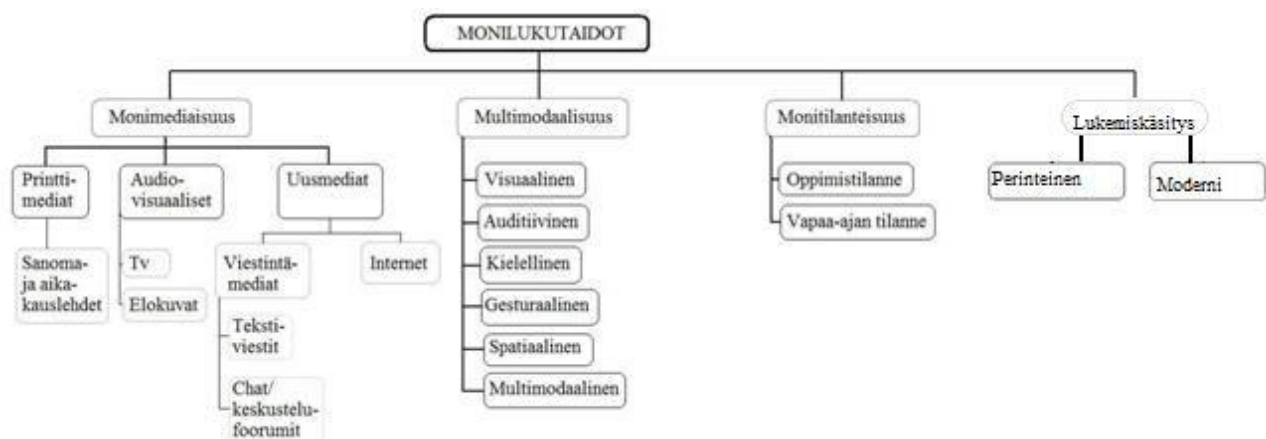 MONILUKUTAIDOT
Monimediaisuus
Multimodaalisuus
Monitilanteisuus
Lukemiskäsitys
Printti-
mediat
Audio-
visuaaliset
Uusmediat
Sanoma-
ja aika-
kauslehdet
Tv
Elokuvat
Viestintä-
mediat
Internet
Teksti-
viestit
Chat/
keskustelu-
foorumit
Visuaalinen
Auditiivinen
Kielellinen
Gesturaalinen
Spatiaalinen
Multimodaalinen
Oppimistilanne
Vapaa-ajan tilanne
Perinteinen
Moderni